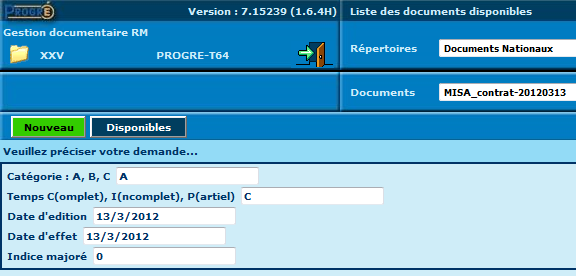 PROGRÉ
Version : 7.15239 (1.6.4H)
Liste des documents disponibles
Gestion documentaire RM
XXV PROGRE-T64
Répertoires Documents Nationaux
Documents MISA_contrat-20120313
Nouveau Disponibles
Veuillez préciser votre demande...
Catégorie : A, B, C A
Temps C(omplet), I(ncomplet), P(artiel) C
Date d'edition 13/3/2012
Date d'effet 13/3/2012
Indice majoré 0